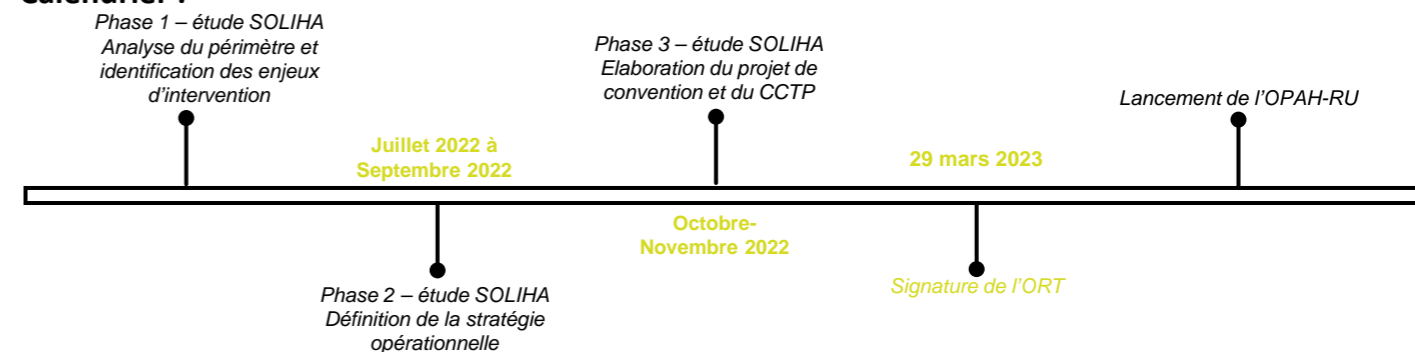 Calendrier :
Phase 1 – étude SOLIHA
Analyse du périmètre et
identification des enjeux
d’intervention
Juillet 2022 à
Septembre 2022
Phase 2 – étude SOLIHA
Définition de la stratégie
opérationnelle
Phase 3 – étude SOLIHA
Elaboration du projet de
convention et du CCTP
Octobre-
Novembre 2022
29 mars 2023
Signature de l’ORT
Lancement de l’OPAH-RU